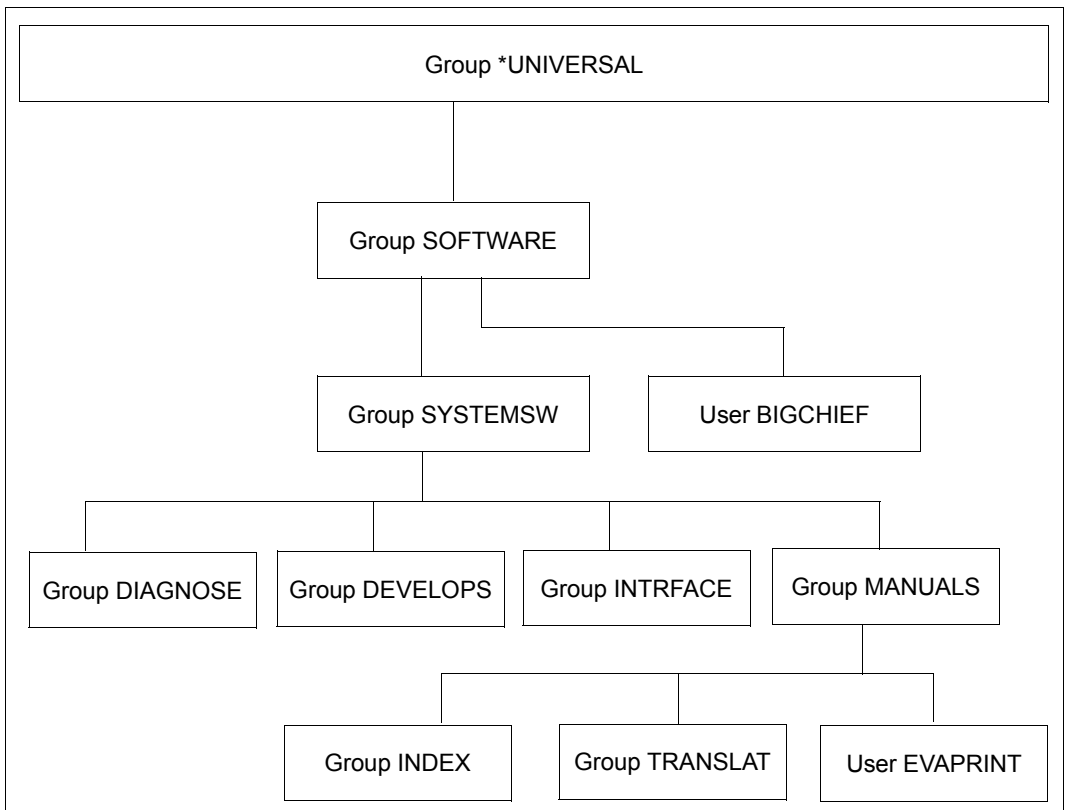 Group *UNIVERSAL
Group SOFTWARE
Group SYSTEMSW
User BIGCHIEF
Group DIAGNOSE
Group DEVELOPS
Group INTRFACE
Group MANUALS
Group INDEX
Group TRANSLAT
User EVAPRINT